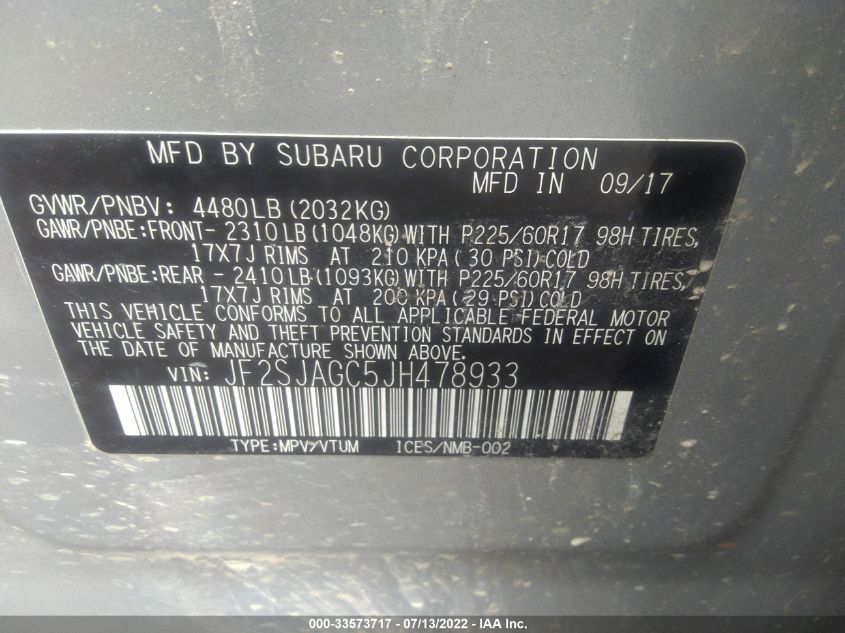 MFD BY SUBARU CORPORATION
MFD IN 09/17
GVWR/PNBV: 4480LB (2032KG)
GAWR/PNBE:FRONT- 2310LB (1048KG) WITH P225/60R17 98H TIRES,
17X7J RIMS AT 210 KPA (30 PSI) COLD
GAWR/PNBE:REAR - 2410LB (1093KG) WITH P225/60R17 98H TIRES,
17X7J RIMS AT 200 KPA (29 PSI) COLD
THIS VEHICLE CONFORMS TO ALL APPLICABLE FEDERAL MOTOR
VEHICLE SAFETY AND THEFT PREVENTION STANDARDS IN EFFECT ON
THE DATE OF MANUFACTURE SHOWN ABOVE.
VIN: JF2SJAGC5JH478933
TYPE:MPV/VTUM ICES/NMB-002
000-33573717 - 07/13/2022 - IAA Inc.